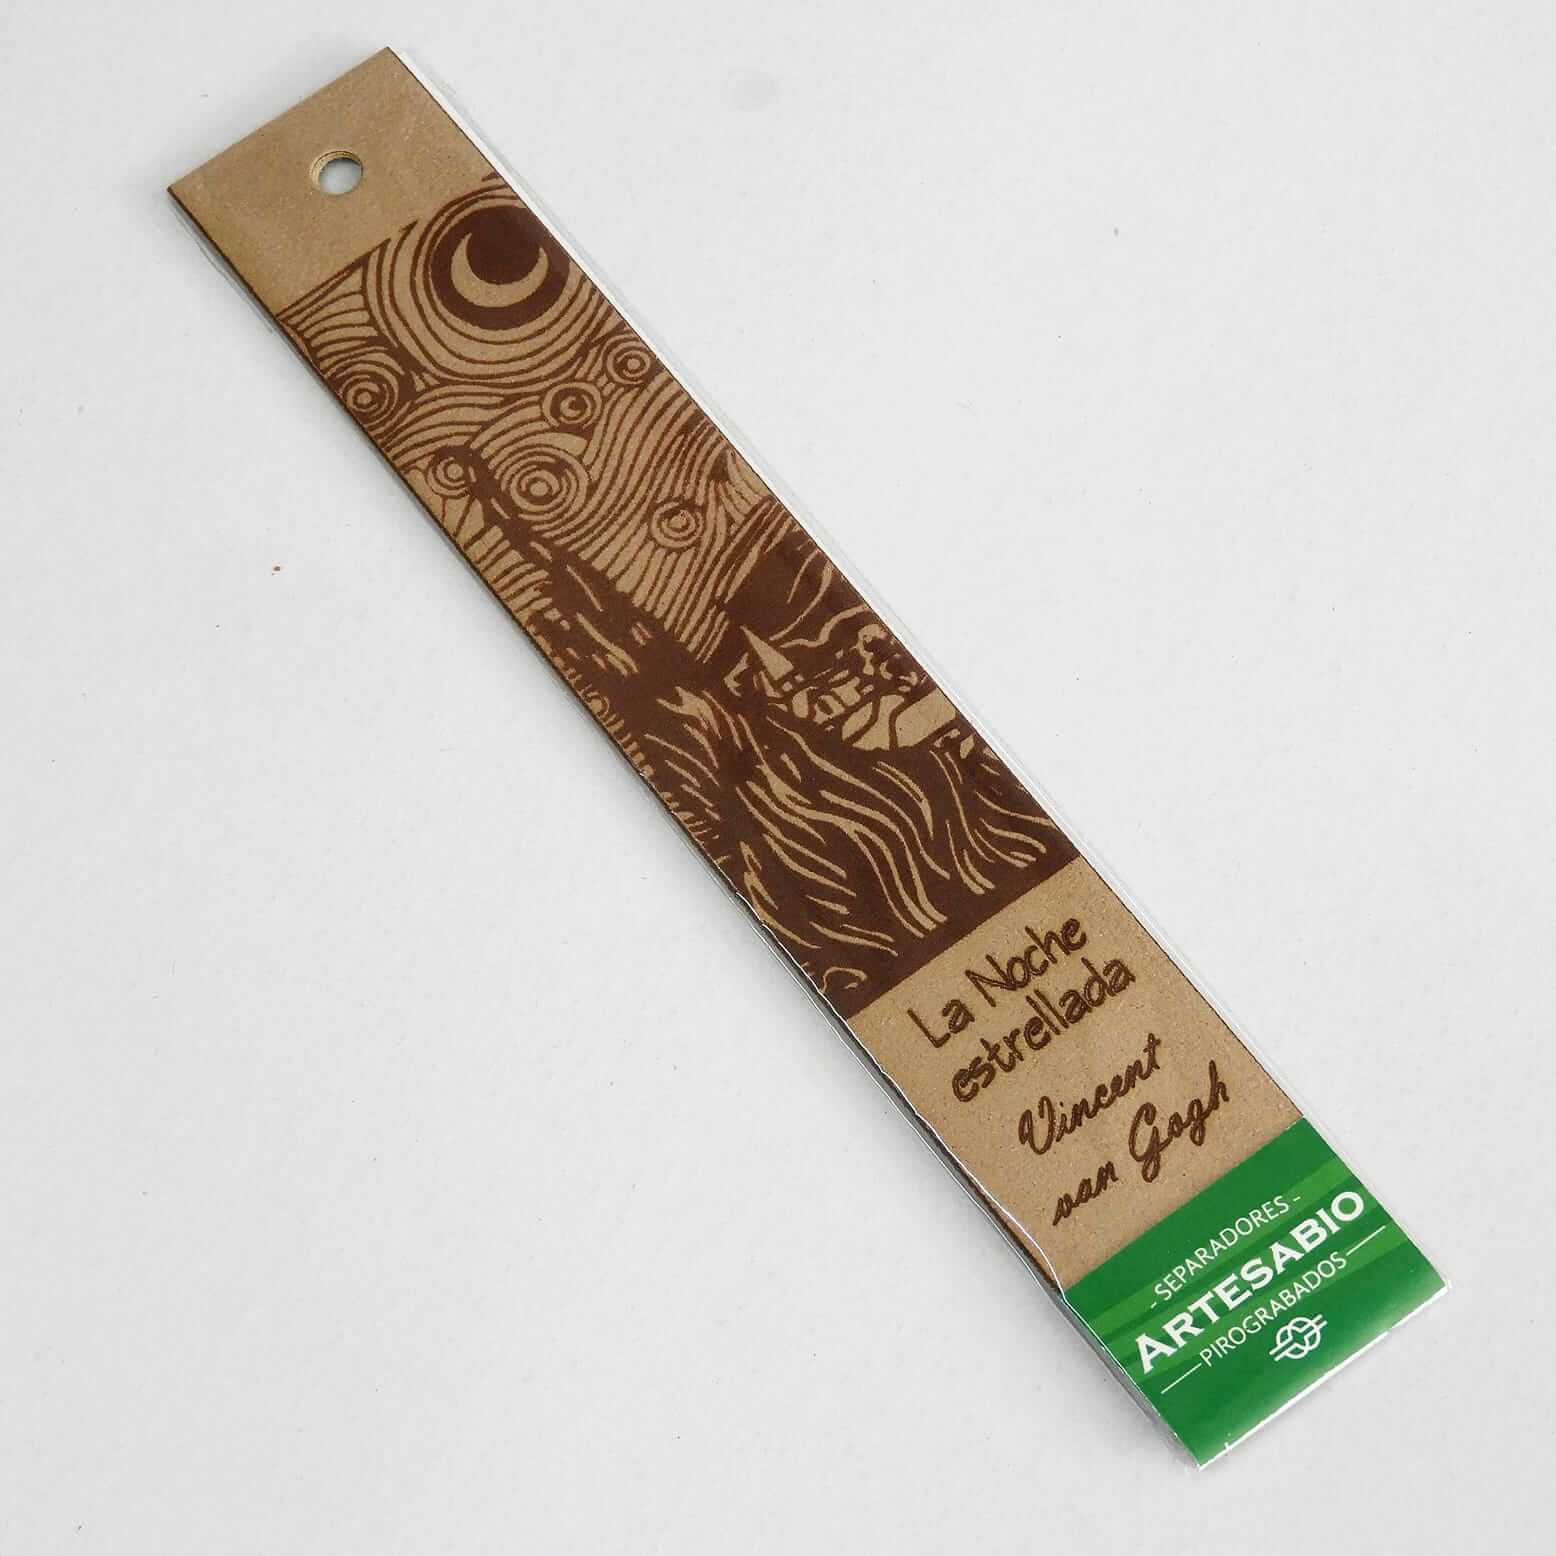 La Noche
estrellada
Vincent
van Gogh
- SEPARADORES -
ARTESABIO
PIROGRABADOS